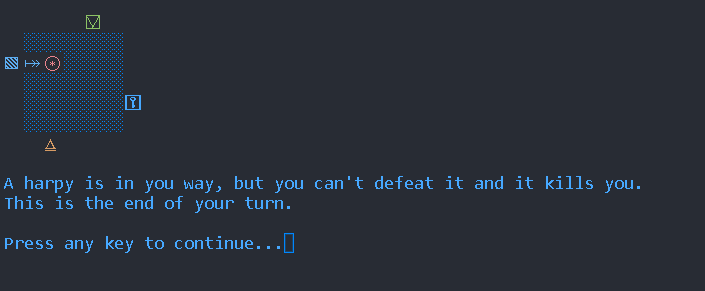 A harpy is in you way, but you can't defeat it and it kills you.
This is the end of your turn.
Press any key to continue...